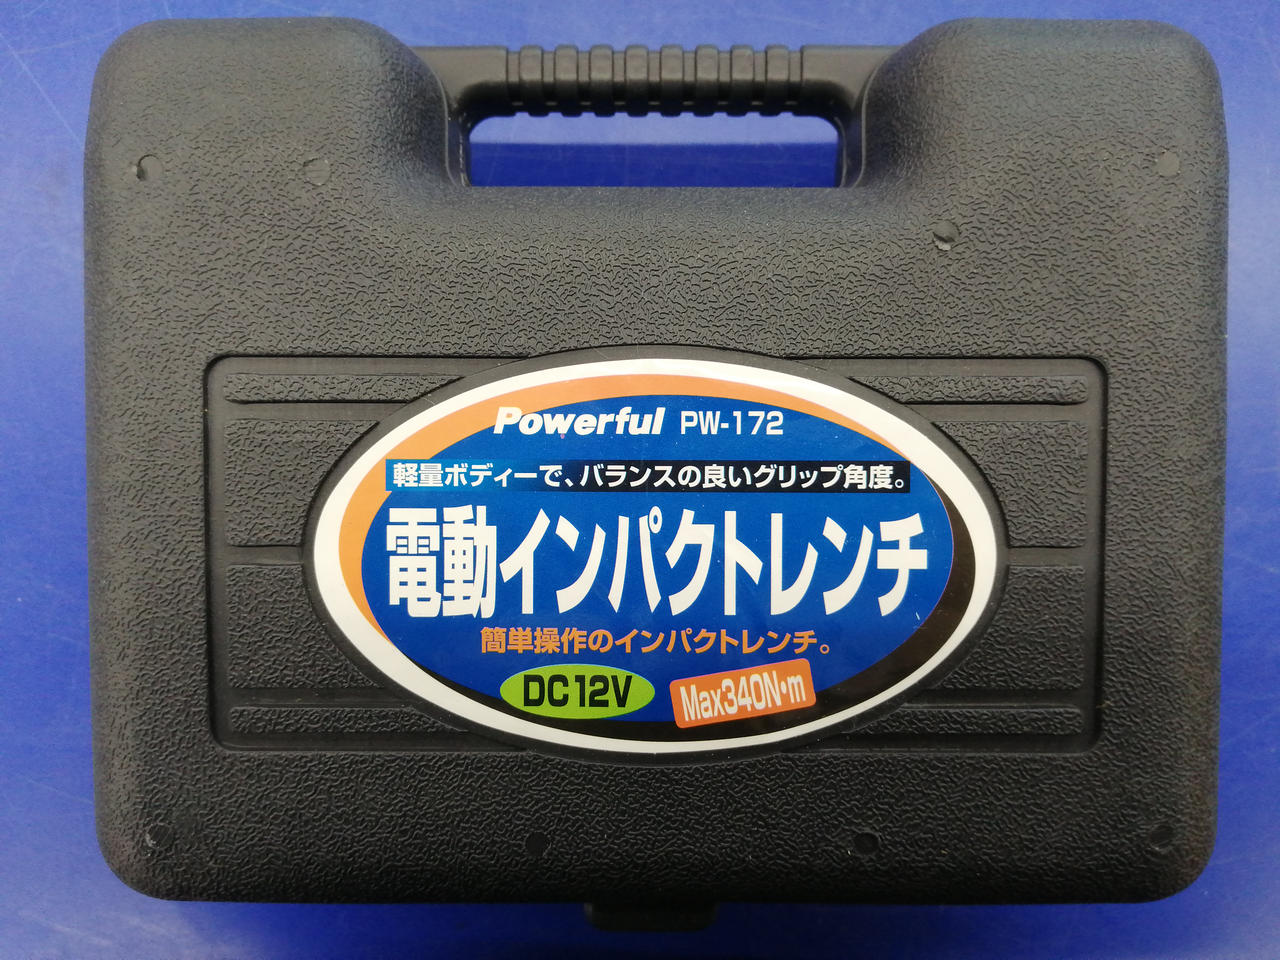 Powerful PW-172
軽量ボディーで、バランスの良いグリップ角度。
電動インパクトレンチ
簡単操作のインパクトレンチ。
DC12V Max340N・m